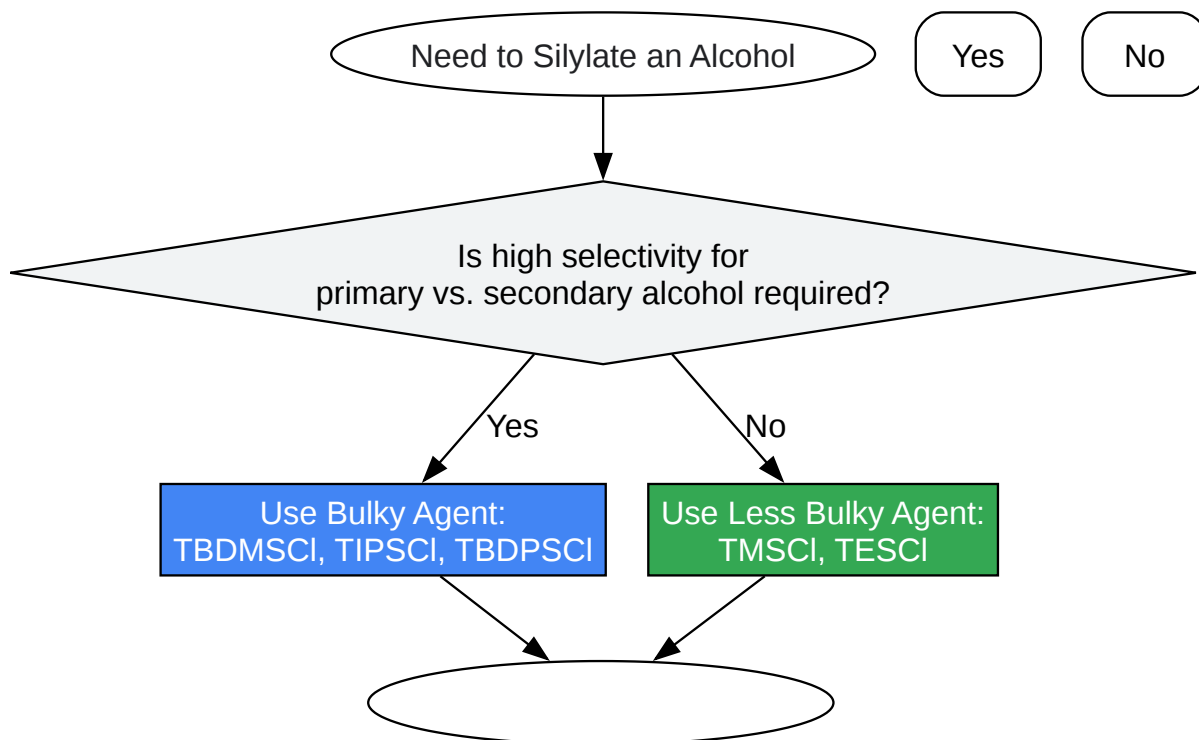 Need to Silylate an Alcohol
Yes
No
Is high selectivity for
primary vs. secondary alcohol required?
Yes
No
Use Bulky Agent:
TBDMSCl, TIPSCl, TBDPSCl
Use Less Bulky Agent:
TMSCl, TESCl